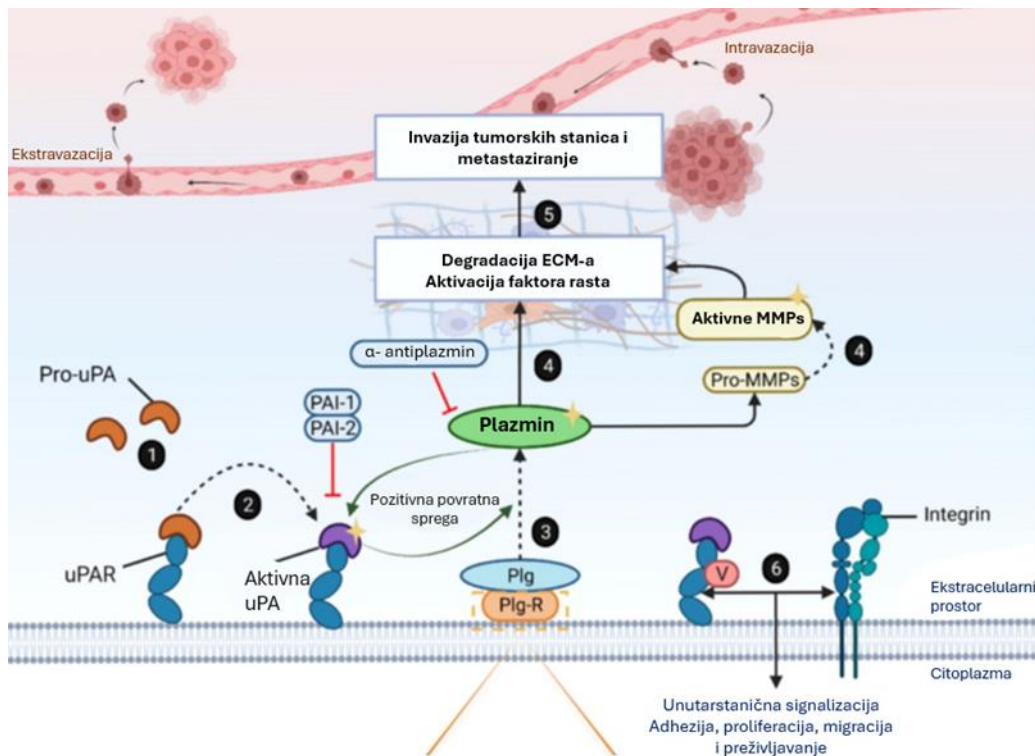 Intravazacija
Ekstravazacija
Invazija tumorskih stanica i
metastaziranje
5
Degradacija ECM-a
Aktivacija faktora rasta
Aktivne MMPs
α- antiplazmin
4
4
Pro-MMPs
Pro-uPA
PAI-1
PAI-2
Plazmin
1
2
Pozitivna povratna
sprega
3
Integrin
uPAR
Aktivna
uPA
Plg
Plg-R
V
6
Ekstracelularni
prostor
Citoplazma
Unutarstanična signalizacija
Adhezija, proliferacija, migracija
i preživljavanje